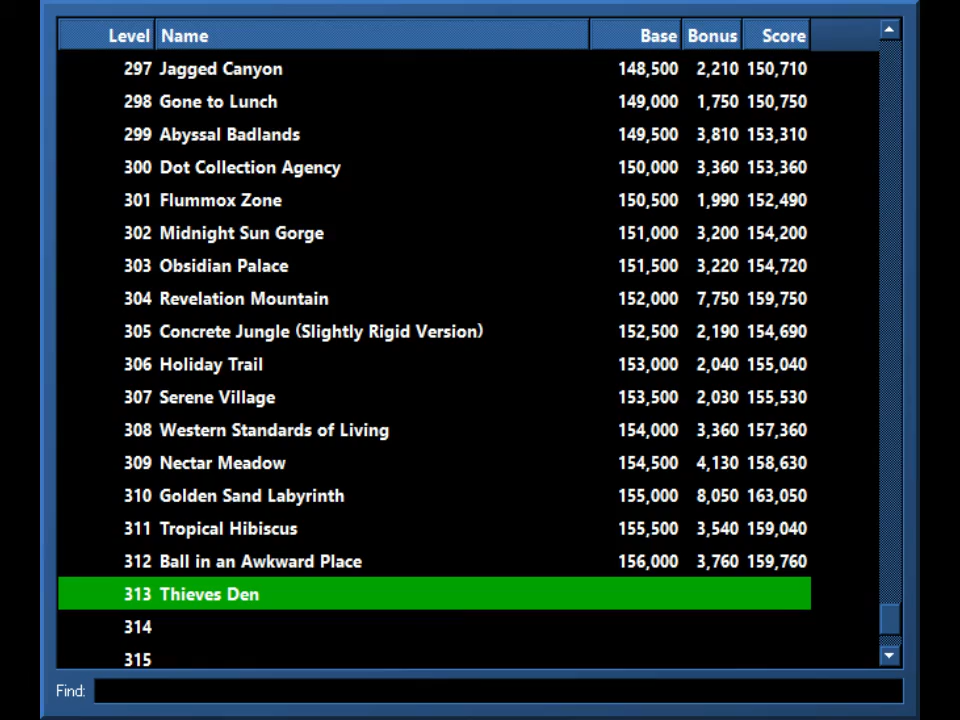 Level Name Base Bonus Score
297 Jagged Canyon 148,500 2,210 150,710
298 Gone to Lunch 149,000 1,750 150,750
299 Abyssal Badlands 149,500 3,810 153,310
300 Dot Collection Agency 150,000 3,360 153,360
301 Flummox Zone 150,500 1,990 152,490
302 Midnight Sun Gorge 151,000 3,200 154,200
303 Obsidian Palace 151,500 3,220 154,720
304 Revelation Mountain 152,000 7,750 159,750
305 Concrete Jungle (Slightly Rigid Version) 152,500 2,190 154,690
306 Holiday Trail 153,000 2,040 155,040
307 Serene Village 153,500 2,030 155,530
308 Western Standards of Living 154,000 3,360 157,360
309 Nectar Meadow 154,500 4,130 158,630
310 Golden Sand Labyrinth 155,000 8,050 163,050
311 Tropical Hibiscus 155,500 3,540 159,040
312 Ball in an Awkward Place 156,000 3,760 159,760
313 Thieves Den
314
315
Find: